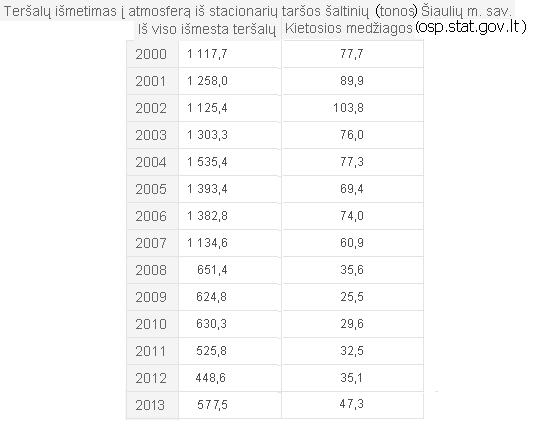 Teršalų išmetimas į atmosferą iš stacionarių taršos šaltinių (tonos) Šiaulių m. sav.
Iš viso išmesta teršalų Kietosios medžiagos (osp.stat.gov.lt)
2000 1 117,7 77,7
2001 1 258,0 89,9
2002 1 125,4 103,8
2003 1 303,3 76,0
2004 1 535,4 77,3
2005 1 393,4 69,4
2006 1 382,8 74,0
2007 1 134,6 60,9
2008 651,4 35,6
2009 624,8 25,5
2010 630,3 29,6
2011 525,8 32,5
2012 448,6 35,1
2013 577,5 47,3